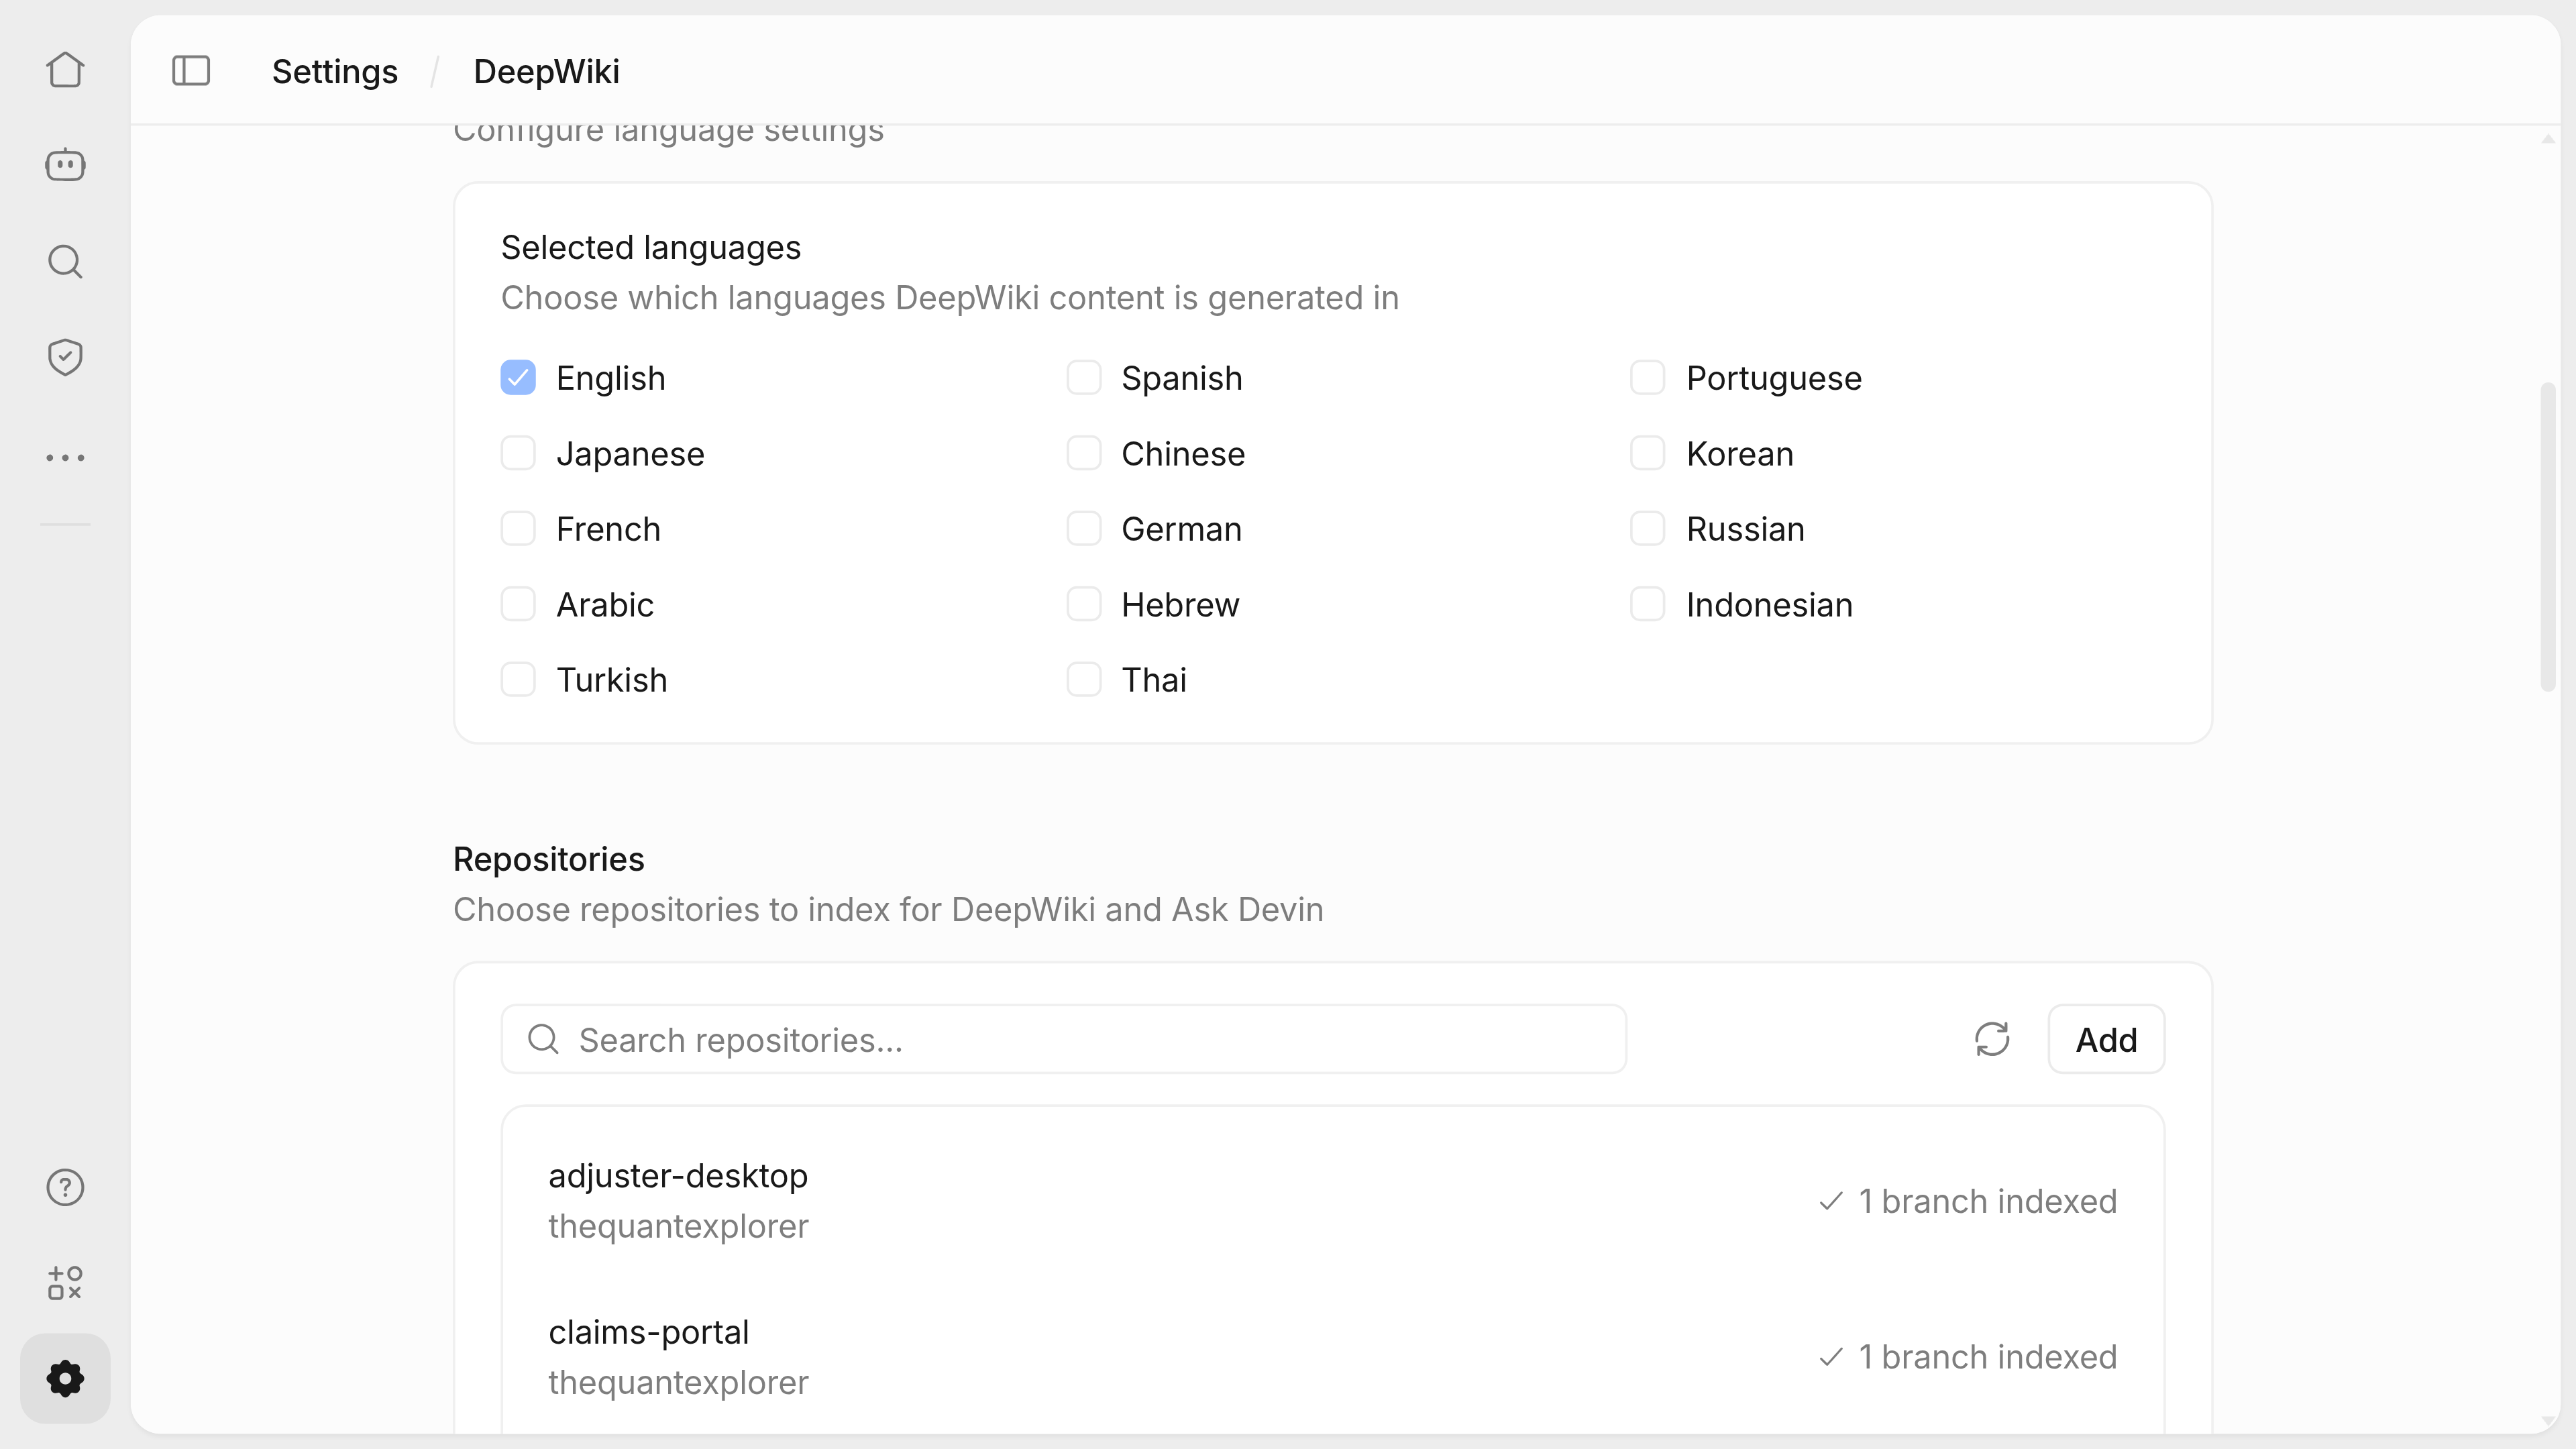 Settings / DeepWiki
Configure language settings
Selected languages
Choose which languages DeepWiki content is generated in
English Spanish Portuguese
Japanese Chinese Korean
French German Russian
Arabic Hebrew Indonesian
Turkish Thai
Repositories
Choose repositories to index for DeepWiki and Ask Devin
Search repositories...
Add
adjuster-desktop
thequantexplorer
1 branch indexed
claims-portal
thequantexplorer
1 branch indexed